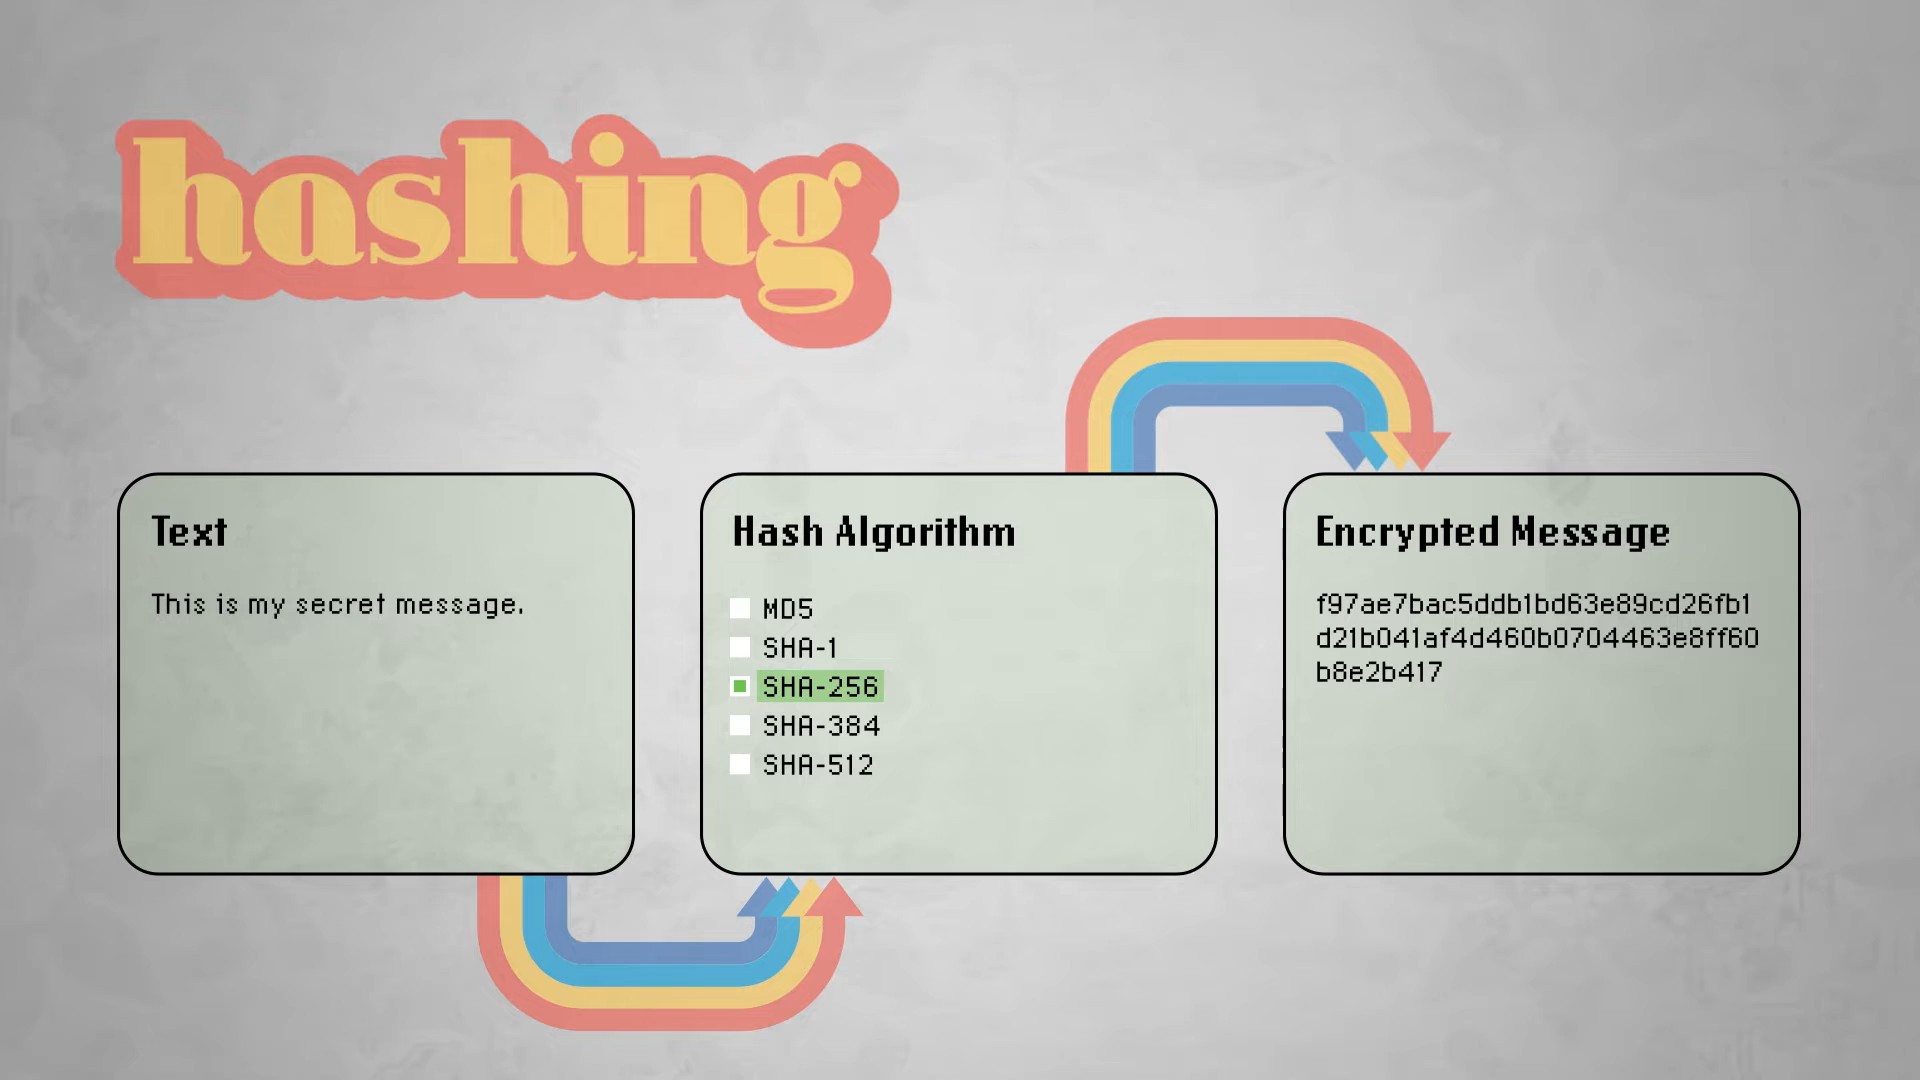 hashing
Text
This is my secret message.
Hash Algorithm
MD5
SHA-1
SHA-256
SHA-384
SHA-512
Encrypted Message
f97ae7bac5ddb1bd63e89cd26fb1
d21b041af4d460b0704463e8ff60
b8e2b417